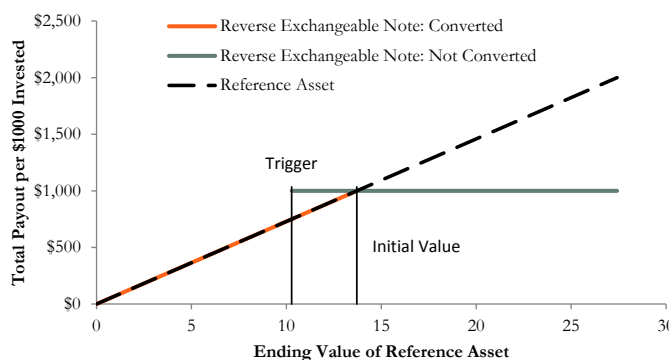 $2,500
$2,000
$1,500
$1,000
$500
$0
Total Payout per $1000 Invested
Reverse Exchangeable Note: Converted
Reverse Exchangeable Note: Not Converted
Reference Asset
Trigger
Initial Value
0 5 10 15 20 25 30
Ending Value of Reference Asset